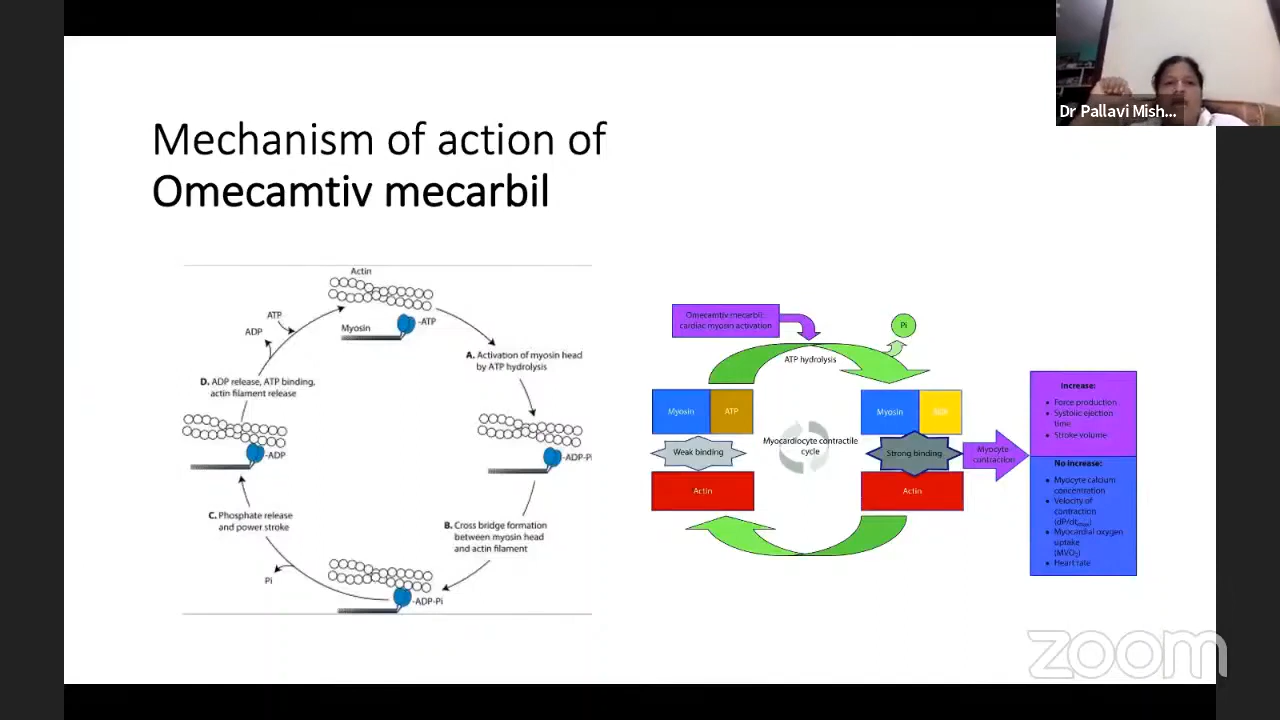 Dr Pallavi Mish...
Mechanism of action of
Omecamtiv mecarbil
Actin
Myosin
-ATP
ATP
ADP
A. Activation of myosin head
by ATP hydrolysis
-ADP-Pi
B. Cross bridge formation
between myosin head
and actin filament
-ADP-Pi
Pi
C. Phosphate release
and power stroke
-ADP
D. ADP release, ATP binding,
actin filament release
Omecamtiv mecarbil:
cardiac myosin activation
Pi
ATP hydrolysis
Myosin
ATP
Weak binding
Actin
Myocardiocyte contractile
cycle
Myosin
Strong binding
Actin
Myocyte
contraction
Increase:
• Force production
• Systolic ejection
time
• Stroke volume
No increase:
• Myocyte calcium
concentration
• Velocity of
contraction
(dP/dtmax)
• Myocardial oxygen
uptake
(MVO2)
• Heart rate
zoom